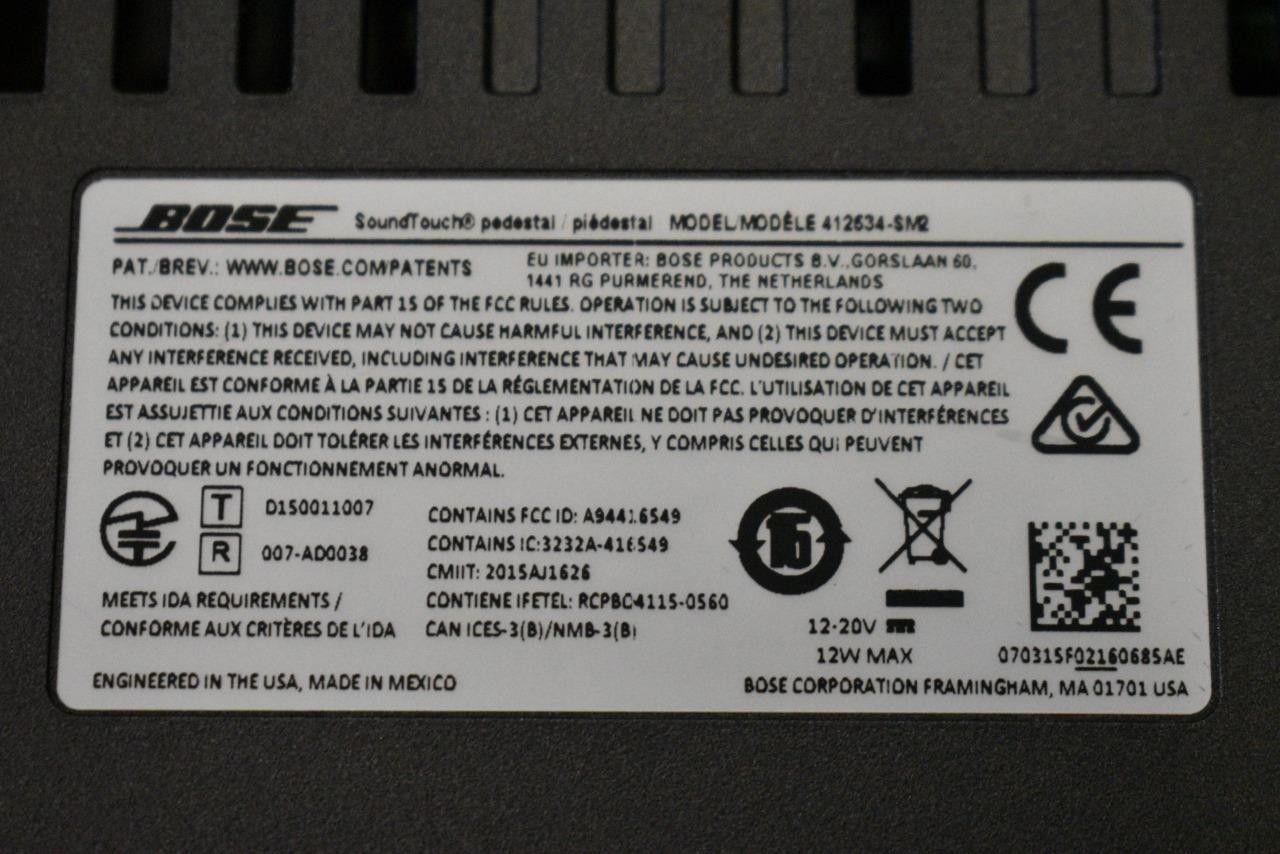 BOSE SoundTouch® pedestal / piédestal MODEL/MODÈLE 412534-SM2
PAT./BREV.: WWW.BOSE.COM/PATENTS
EU IMPORTER: BOSE PRODUCTS B.V.,GORSLAAN 60,
1441 RG PURMEREND, THE NETHERLANDS
THIS DEVICE COMPLIES WITH PART 15 OF THE FCC RULES. OPERATION IS SUBJECT TO THE FOLLOWING TWO
CONDITIONS: (1) THIS DEVICE MAY NOT CAUSE HARMFUL INTERFERENCE, AND (2) THIS DEVICE MUST ACCEPT
ANY INTERFERENCE RECEIVED, INCLUDING INTERFERENCE THAT MAY CAUSE UNDESIRED OPERATION. / CET
APPAREIL EST CONFORME À LA PARTIE 15 DE LA RÉGLEMENTATION DE LA FCC. L'UTILISATION DE CET APPAREIL
EST ASSUJETTIE AUX CONDITIONS SUIVANTES : (1) CET APPAREIL NE DOIT PAS PROVOQUER D'INTERFÉRENCES
ET (2) CET APPAREIL DOIT TOLÉRER LES INTERFÉRENCES EXTERNES, Y COMPRIS CELLES QUI PEUVENT
PROVOQUER UN FONCTIONNEMENT ANORMAL.
CE
T D150011007
R 007-AD0038
MEETS IDA REQUIREMENTS /
CONFORME AUX CRITÈRES DE L'IDA
CONTAINS FCC ID: A94416549
CONTAINS IC:3232A-416549
CMIIT: 2015AJ1626
CONTIENE IFETEL: RCPBO4115-0560
CAN ICES-3(B)/NMB-3(B)
15
12-20V
12W MAX
070315F02160685AE
ENGINEERED IN THE USA, MADE IN MEXICO
BOSE CORPORATION FRAMINGHAM, MA 01701 USA